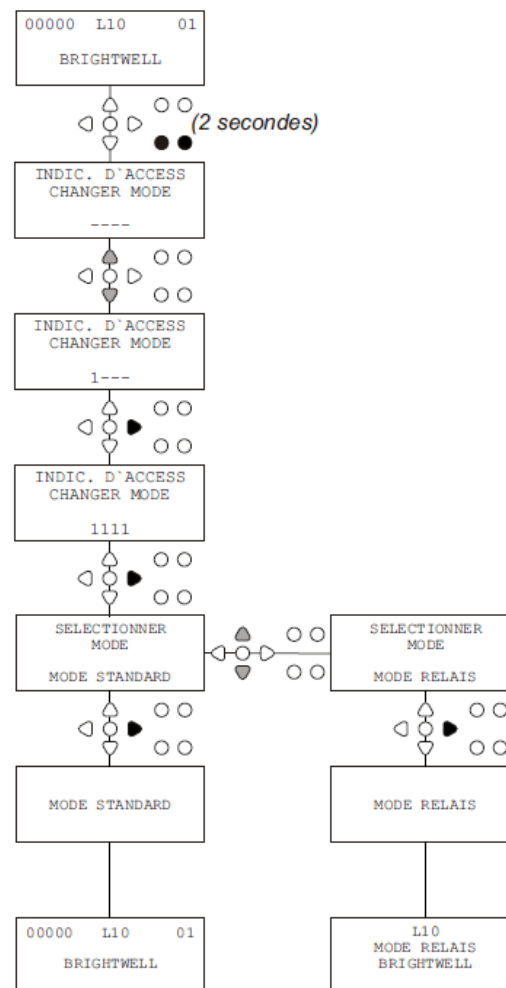 00000 L10 01
BRIGHTWELL
(2 secondes)
INDIC. D`ACCESS
CHANGER MODE
----
INDIC. D`ACCESS
CHANGER MODE
1---
INDIC. D`ACCESS
CHANGER MODE
1111
SELECTIONNER
MODE
MODE STANDARD
SELECTIONNER
MODE
MODE RELAIS
MODE STANDARD
MODE RELAIS
00000 L10 01
BRIGHTWELL
L10
MODE RELAIS
BRIGHTWELL